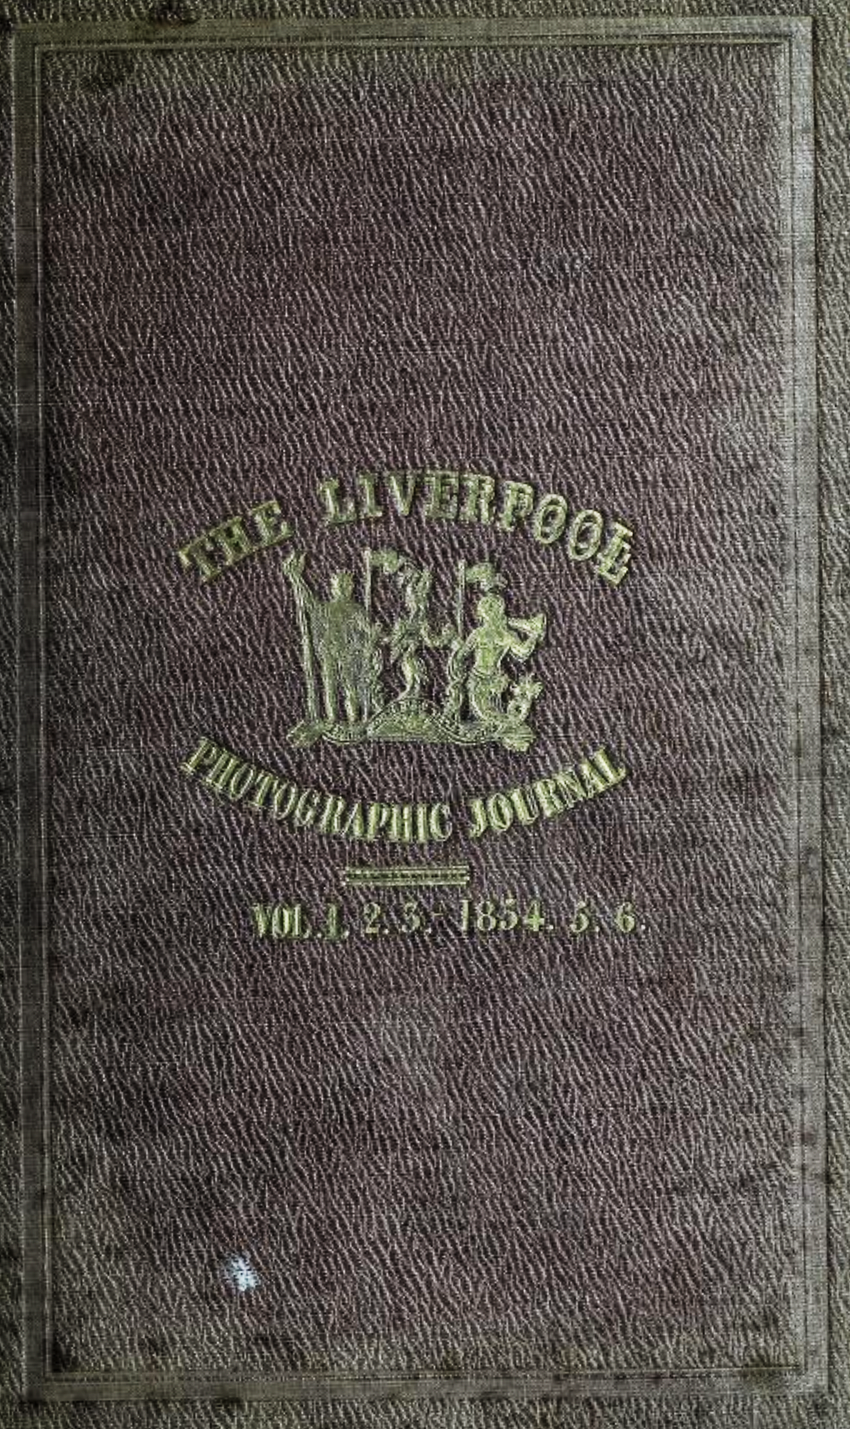 THE LIVERPOOL
PHOTOGRAPHIC JOURNAL
VOL. 1. 2. 3.- 1854. 5. 6.